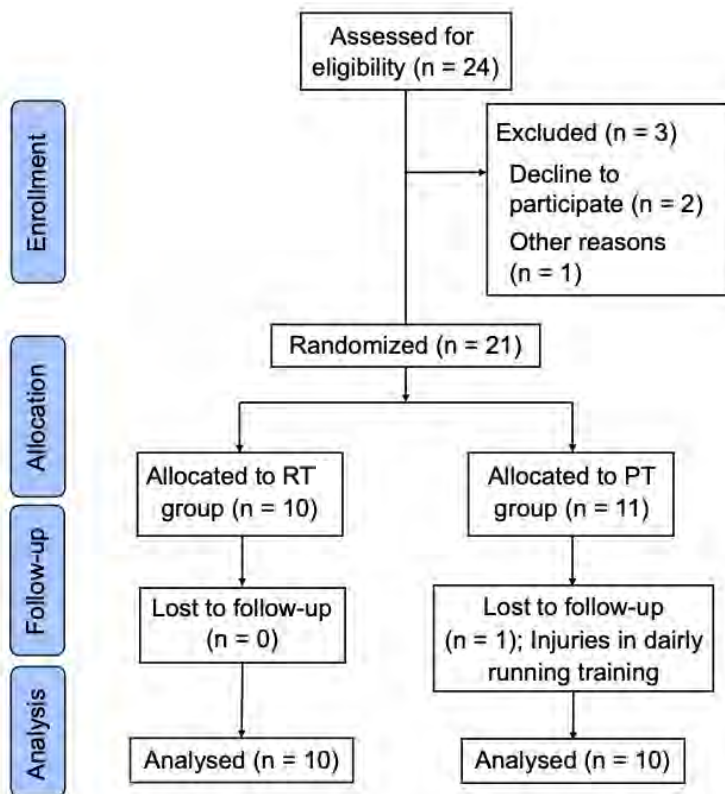 Assessed for
eligibility (n = 24)
Enrollment
Excluded (n = 3)
Decline to
participate (n = 2)
Other reasons
(n = 1)
Randomized (n = 21)
Allocation
Allocated to RT
group (n = 10)
Allocated to PT
group (n = 11)
Follow-up
Lost to follow-up
(n = 0)
Lost to follow-up
(n = 1); Injuries in dairly
running training
Analysis
Analysed (n = 10)
Analysed (n = 10)